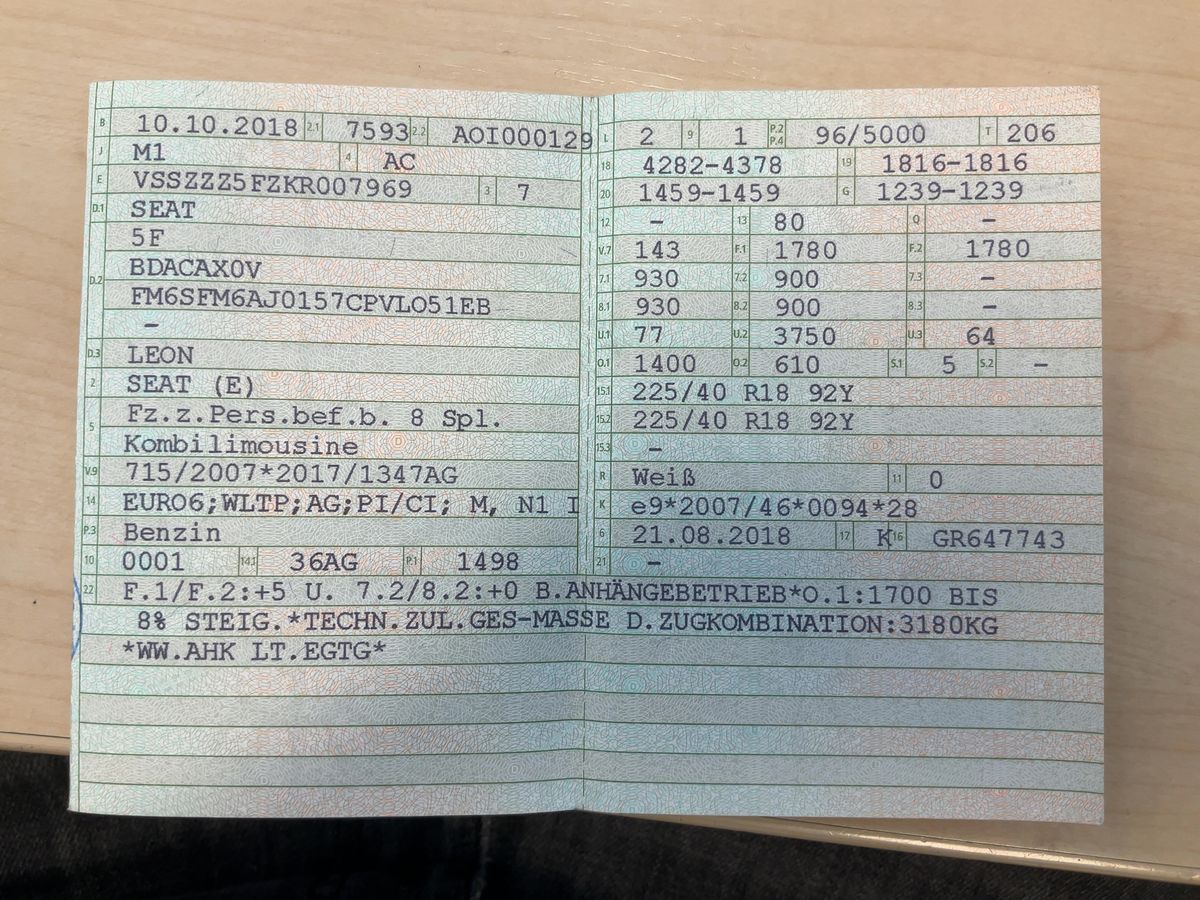 B 10.10.2018 2.1 7593 2.2 AOI000129
J M1 4 AC
E VSSZZZ5FZKR007969 3 7
D.1 SEAT
5F
D.2 BDACAX0V
FM6SFM6AJ0157CPVLO51EB
–
D.3 LEON
2 SEAT (E)
5 Fz.z.Pers.bef.b. 8 Spl.
Kombilimousine
V.9 715/2007*2017/1347AG
14 EURO6;WLTP;AG;PI/CI; M, N1 I
P.3 Benzin
10 0001 14.1 36AG P.1 1498
L 2 9 1 P.2 P.4 96/5000 T 206
18 4282-4378 19 1816-1816
20 1459-1459 G 1239-1239
12 – 13 80 Q –
V.7 143 F.1 1780 F.2 1780
7.1 930 7.2 900 7.3 –
8.1 930 8.2 900 8.3 –
U.1 77 U.2 3750 U.3 64
O.1 1400 O.2 610 S.1 5 S.2 –
15.1 225/40 R18 92Y
15.2 225/40 R18 92Y
15.3 –
R Weiß 11 0
K e9*2007/46*0094*28
6 21.08.2018 17 K 16 GR647743
21 –
22 F.1/F.2:+5 U. 7.2/8.2:+0 B.ANHÄNGEBETRIEB*O.1:1700 BIS
8% STEIG.*TECHN.ZUL.GES-MASSE D.ZUGKOMBINATION:3180KG
*WW.AHK LT.EGTG*